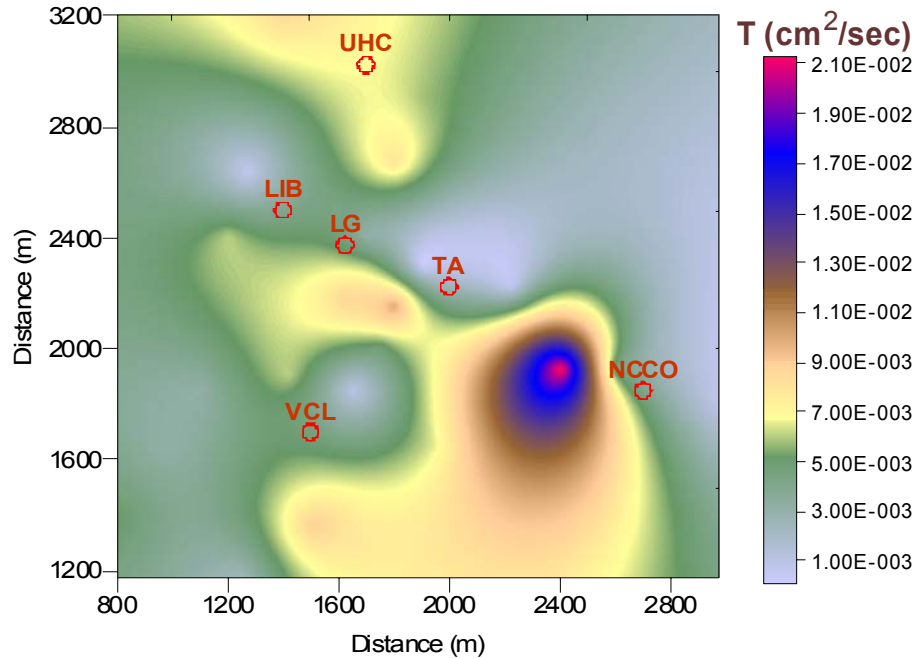 T (cm²/sec)
3200
2800
2400
2000
1600
1200
Distance (m)
800
1200
1600
2000
2400
2800
Distance (m)
UHC
LIB
LG
TA
NCCO
VCL
2.10E-002
1.90E-002
1.70E-002
1.50E-002
1.30E-002
1.10E-002
9.00E-003
7.00E-003
5.00E-003
3.00E-003
1.00E-003